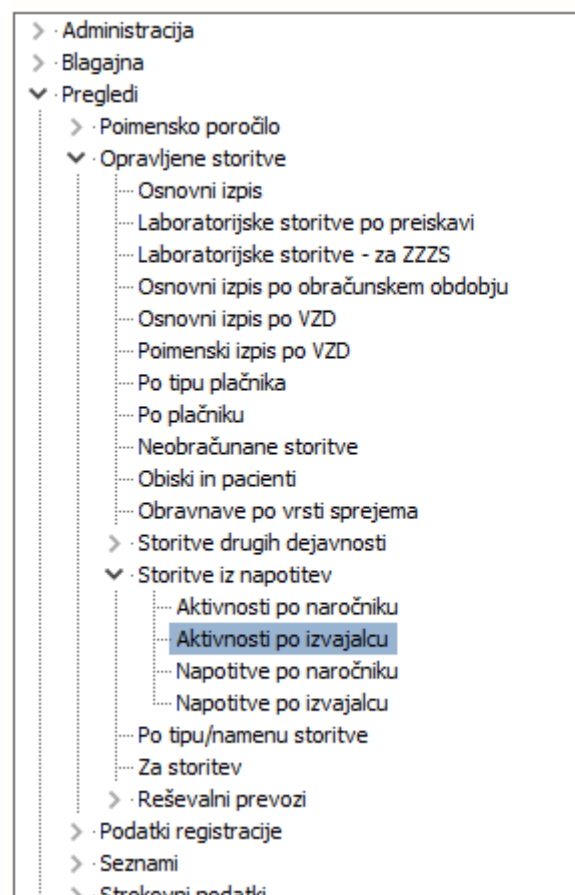 Administracija
Blagajna
Pregledi
Poimensko poročilo
Opravljene storitve
Osnovni izpis
Laboratorijske storitve po preiskavi
Laboratorijske storitve - za ZZZS
Osnovni izpis po obračunskem obdobju
Osnovni izpis po VZD
Poimenski izpis po VZD
Po tipu plačnika
Po plačniku
Neobračunane storitve
Obiski in pacienti
Obravnave po vrsti sprejema
Storitve drugih dejavnosti
Storitve iz napotitev
Aktivnosti po naročniku
Aktivnosti po izvajalcu
Napotitve po naročniku
Napotitve po izvajalcu
Po tipu/namenu storitve
Za storitev
Reševalni prevozi
Podatki registracije
Seznami
Strokovni podatki